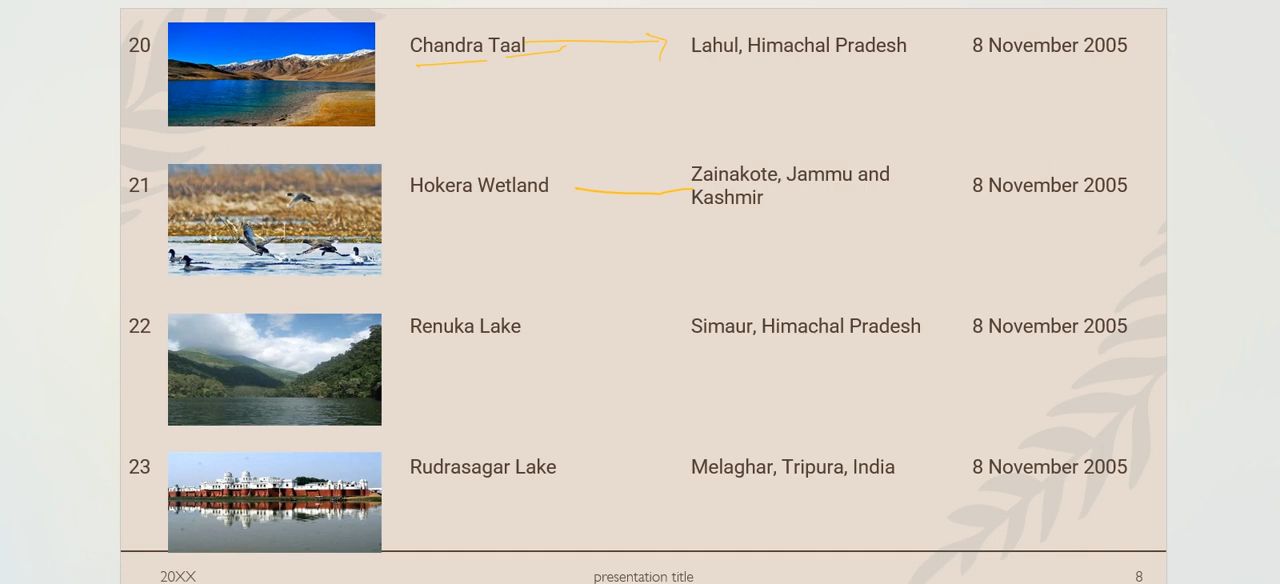 20 Chandra Taal Lahul, Himachal Pradesh 8 November 2005
21 Hokera Wetland Zainakote, Jammu and Kashmir 8 November 2005
22 Renuka Lake Simaur, Himachal Pradesh 8 November 2005
23 Rudrasagar Lake Melaghar, Tripura, India 8 November 2005
20XX presentation title 8